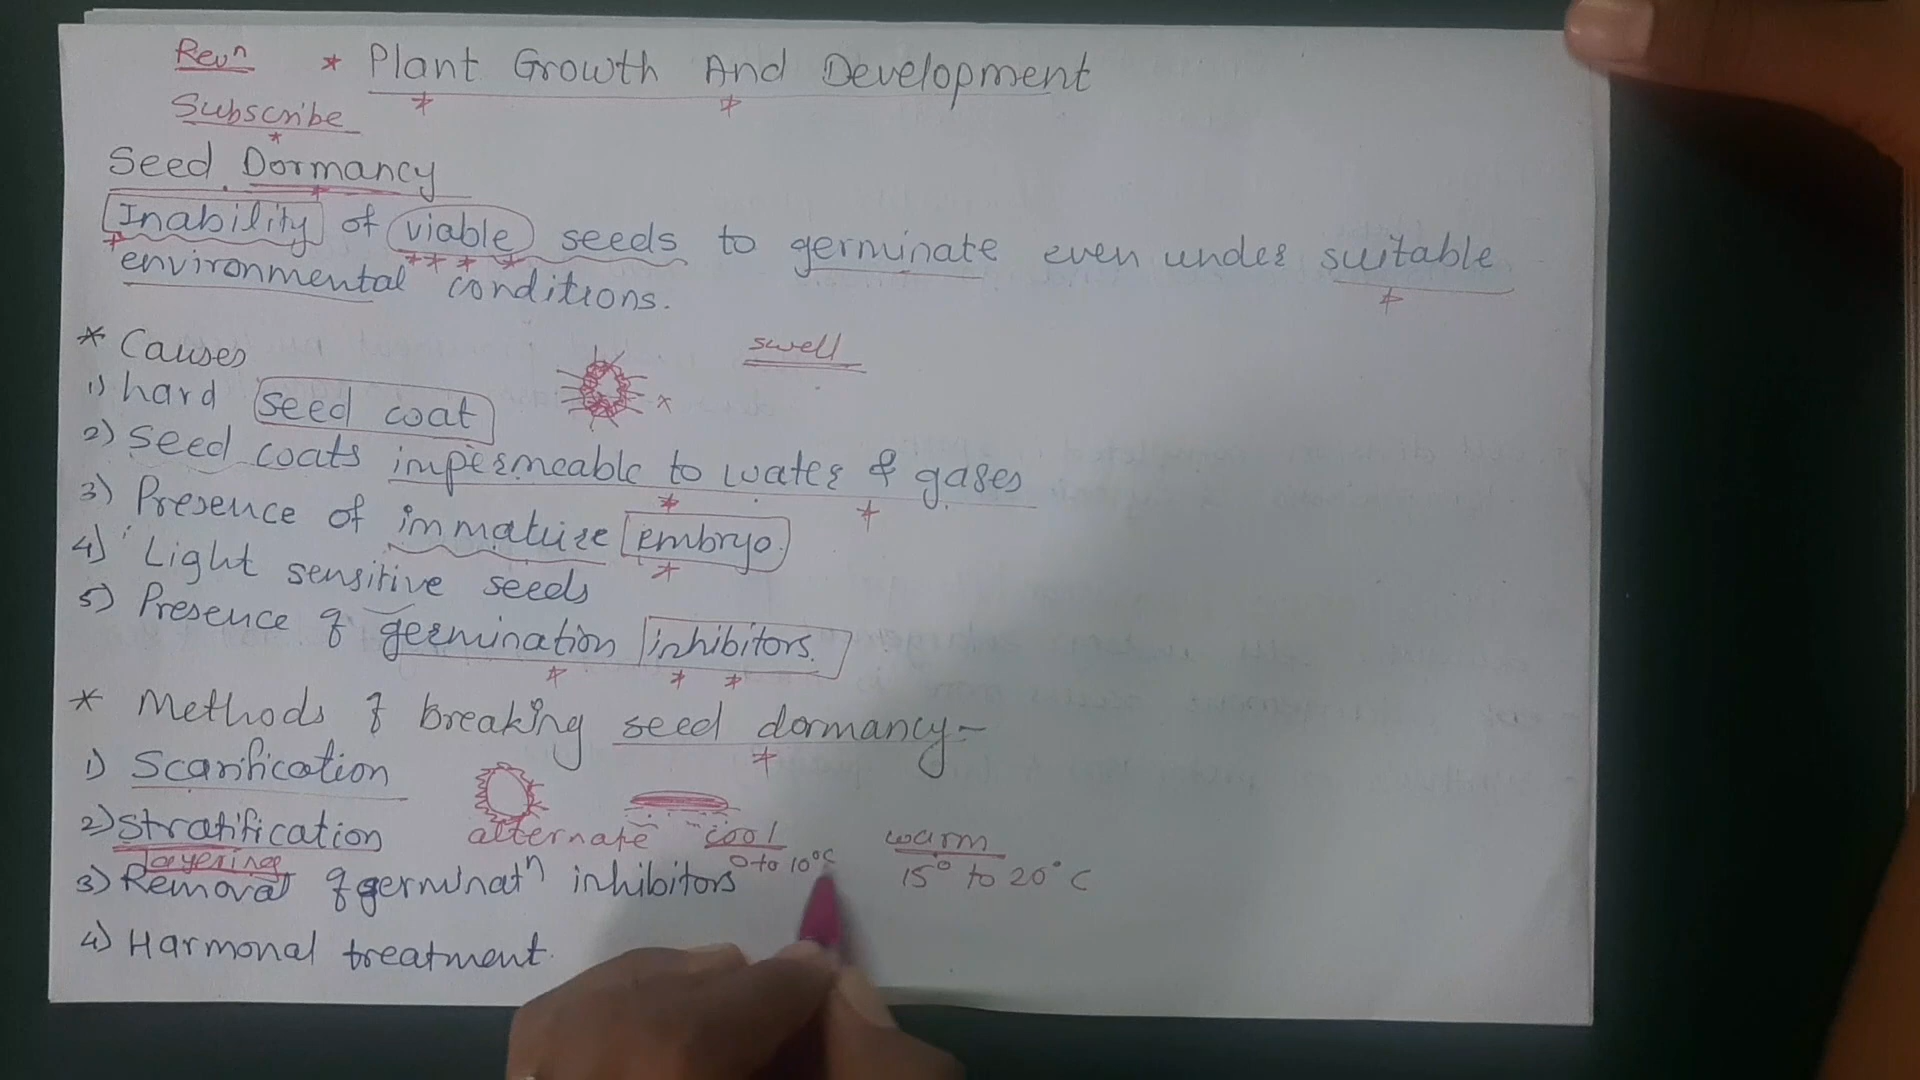 Revn * Plant Growth And Development
Subscribe
Seed Dormancy
Inability of viable seeds to germinate even under suitable
environmental conditions.
* Causes
swell
1) hard seed coat
2) Seed coats impermeable to water & gases
3) Presence of immature embryo.
4) Light sensitive seeds
5) Presence of germination inhibitors.
* Methods of breaking seed dormancy-
1) Scarification
2) Stratification alternate cool warm
layering 0 to 10°C 15° to 20°C
3) Removal of germinatn inhibitors
4) Harmonal treatment.